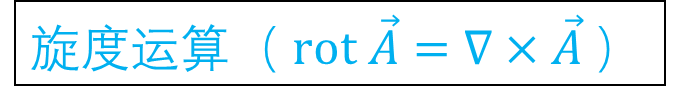 旋度运算（ rot A⃗ = ∇ × A⃗ ）